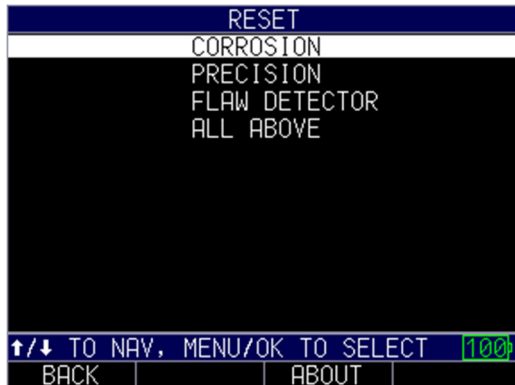 RESET
CORROSION
PRECISION
FLAW DETECTOR
ALL ABOVE
↑/↓ TO NAV, MENU/OK TO SELECT 100
BACK ABOUT